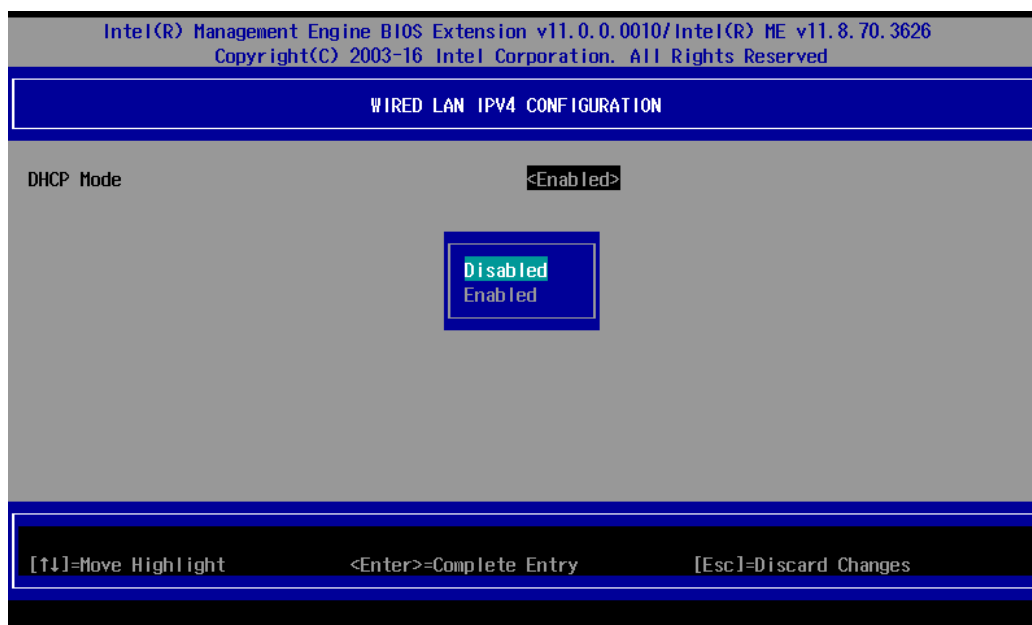 Intel(R) Management Engine BIOS Extension v11.0.0.0010/Intel(R) ME v11.8.70.3626
Copyright(C) 2003-16 Intel Corporation. All Rights Reserved
WIRED LAN IPV4 CONFIGURATION
DHCP Mode <Enabled>
Disabled
Enabled
[↑↓]=Move Highlight <Enter>=Complete Entry [Esc]=Discard Changes